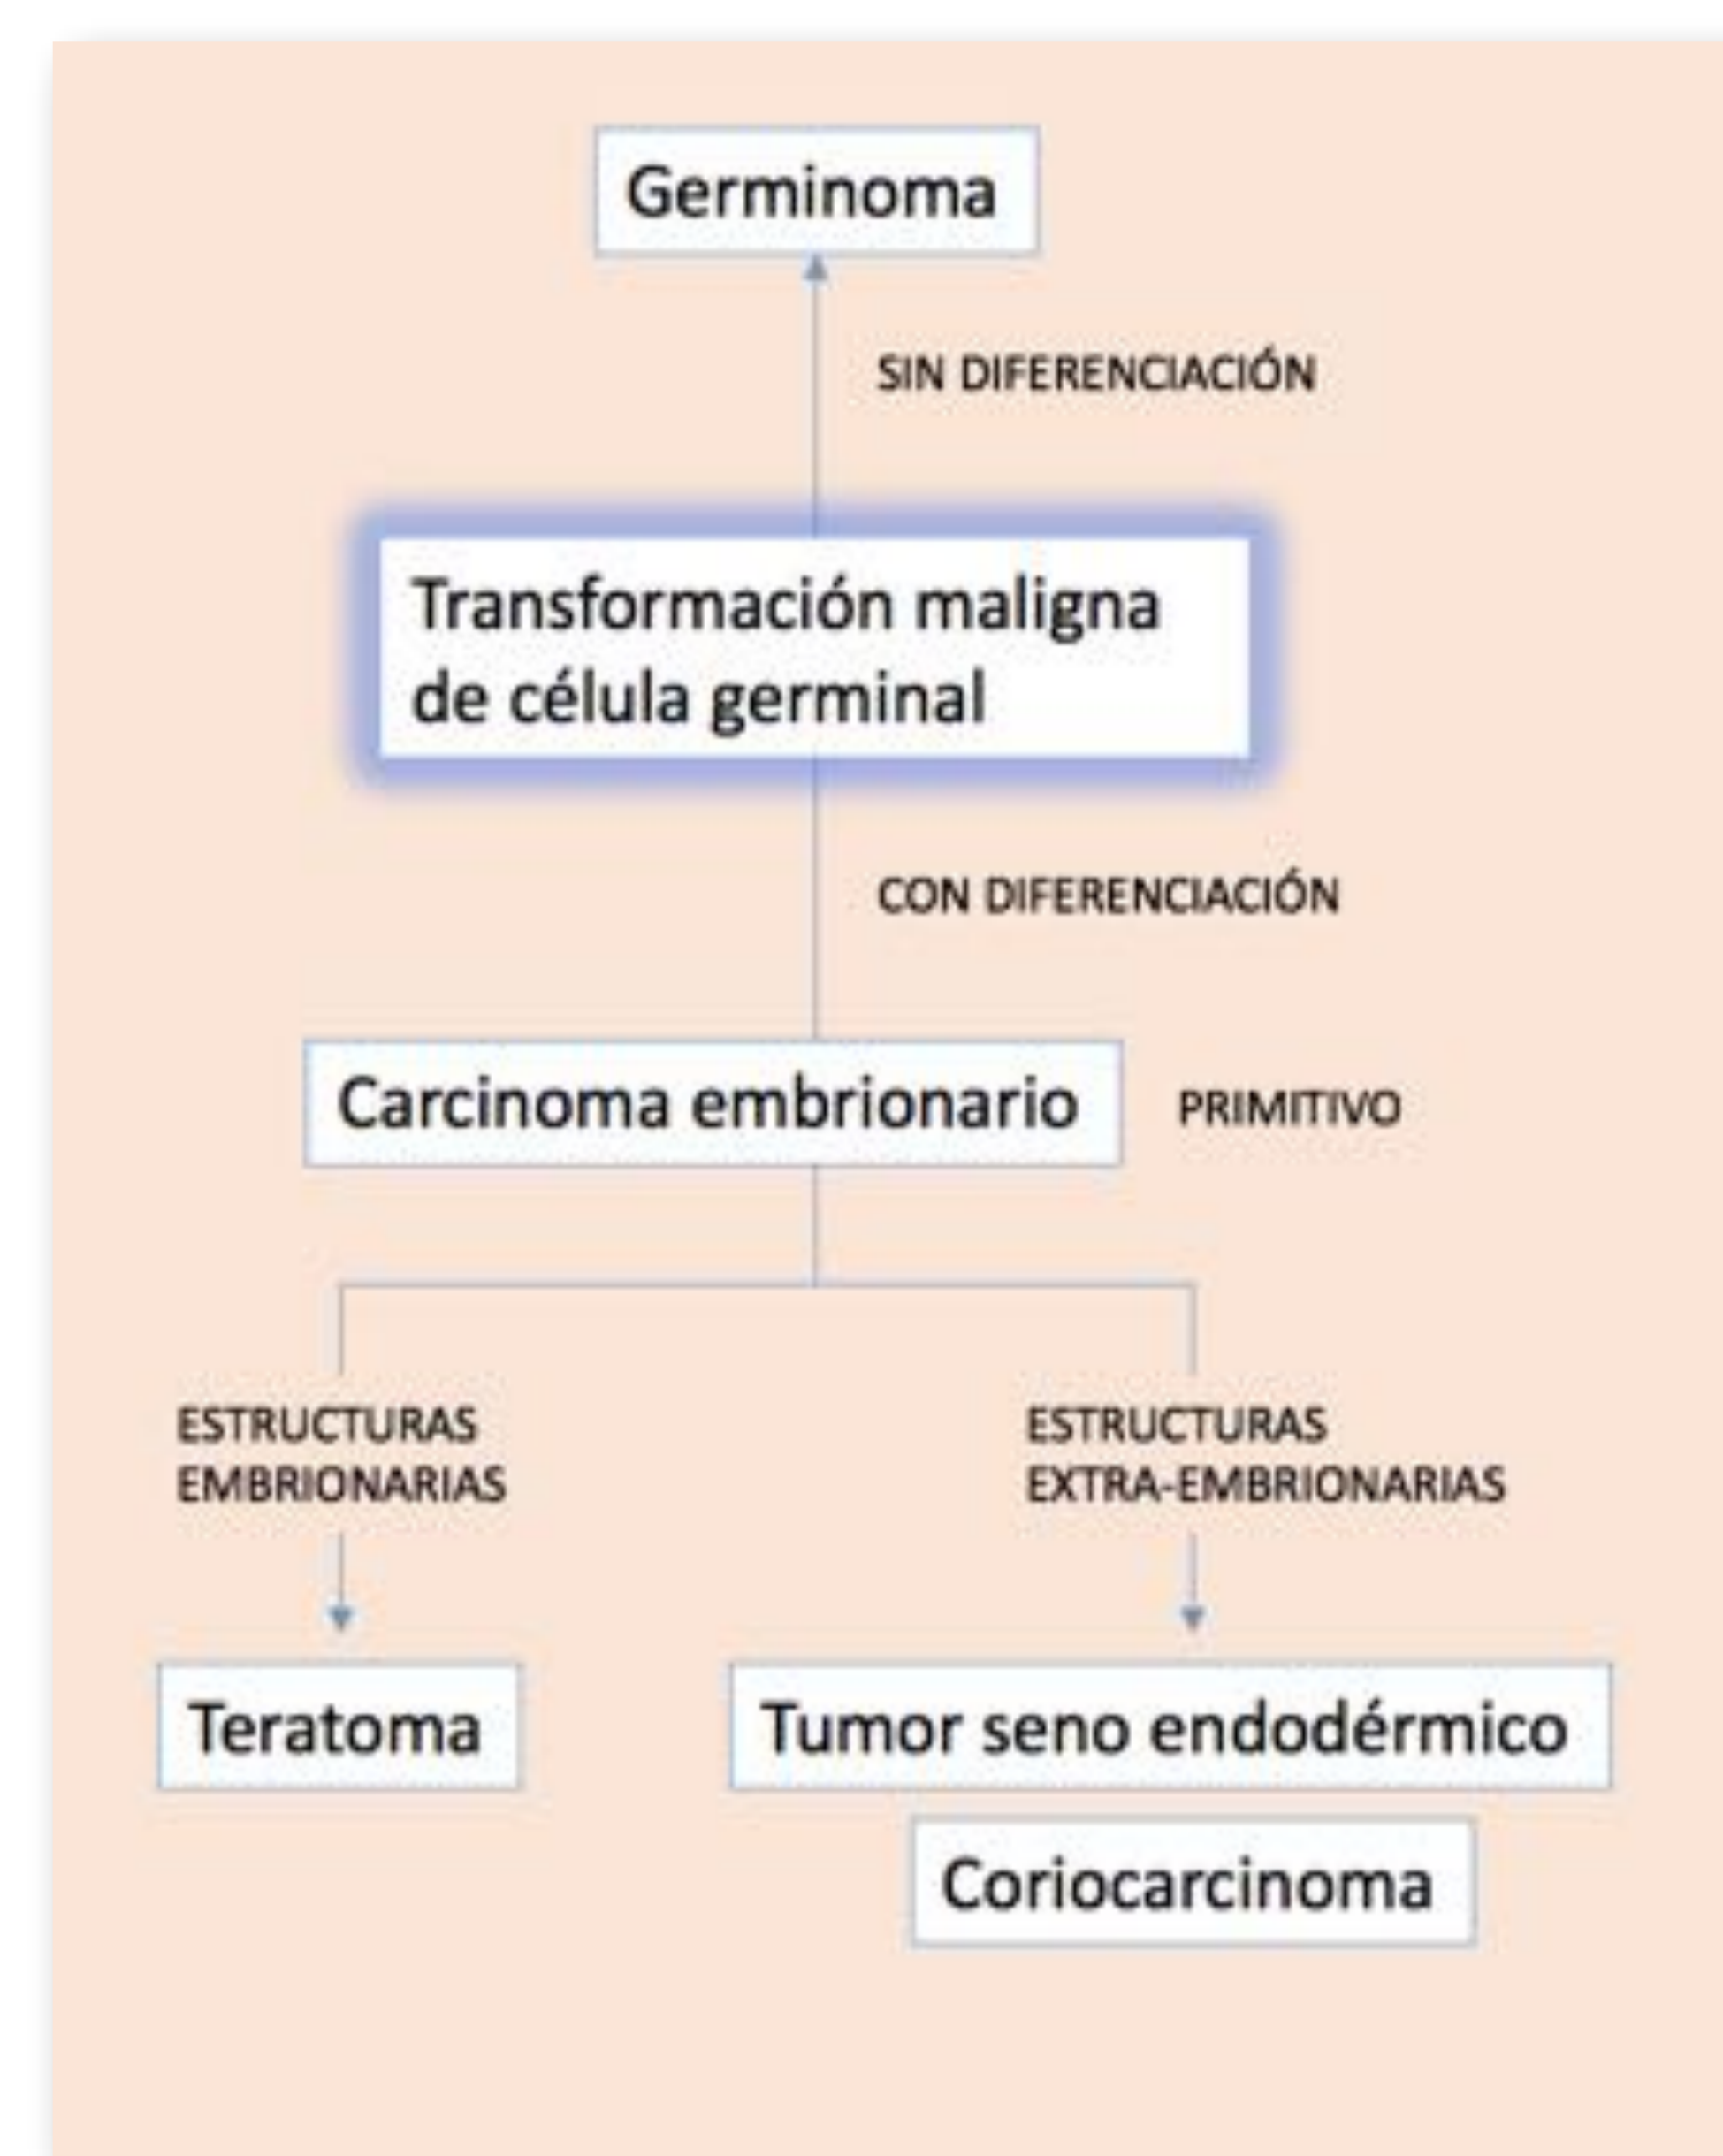 Germinoma
SIN DIFERENCIACIÓN
Transformación maligna
de célula germinal
CON DIFERENCIACIÓN
Carcinoma embrionario
PRIMITIVO
ESTRUCTURAS
EMBRIONARIAS
ESTRUCTURAS
EXTRA-EMBRIONARIAS
Teratoma
Tumor seno endodérmico
Coriocarcinoma